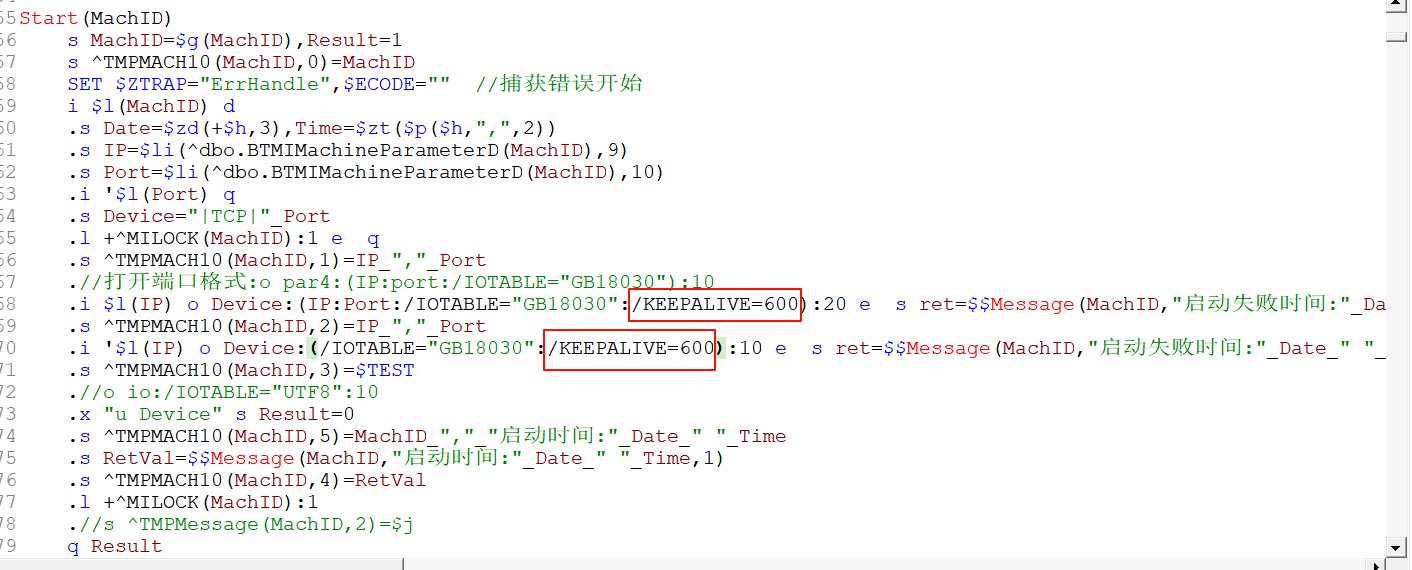 55Start(MachID)
56 s MachID=$g(MachID),Result=1
57 s ^TMPMACH10(MachID,0)=MachID
58 SET $ZTRAP="ErrHandle",$ECODE="" //捕获错误开始
59 i $l(MachID) d
60 .s Date=$zd(+$h,3),Time=$zt($p($h,",",2))
61 .s IP=$li(^dbo.BTMIMachineParameterD(MachID),9)
62 .s Port=$li(^dbo.BTMIMachineParameterD(MachID),10)
63 .i '$l(Port) q
64 .s Device="|TCP|"_Port
65 .l +^MILOCK(MachID):1 e  q
66 .s ^TMPMACH10(MachID,1)=IP_","_Port
67 .//打开端口格式:o par4:(IP:port:/IOTABLE="GB18030"):10
68 .i $l(IP) o Device:(IP:Port:/IOTABLE="GB18030":/KEEPALIVE=600):20 e  s ret=$$Message(MachID,"启动失败时间:"_Da
69 .s ^TMPMACH10(MachID,2)=IP_","_Port
70 .i '$l(IP) o Device:(/IOTABLE="GB18030":/KEEPALIVE=600):10 e  s ret=$$Message(MachID,"启动失败时间:"_Date_" "_
71 .s ^TMPMACH10(MachID,3)=$TEST
72 .//o io:/IOTABLE="UTF8":10
73 .x "u Device" s Result=0
74 .s ^TMPMACH10(MachID,5)=MachID_","_"启动时间:"_Date_" "_Time
75 .s RetVal=$$Message(MachID,"启动时间:"_Date_" "_Time,1)
76 .s ^TMPMACH10(MachID,4)=RetVal
77 .l +^MILOCK(MachID):1
78 .//s ^TMPMessage(MachID,2)=$j
79 q Result